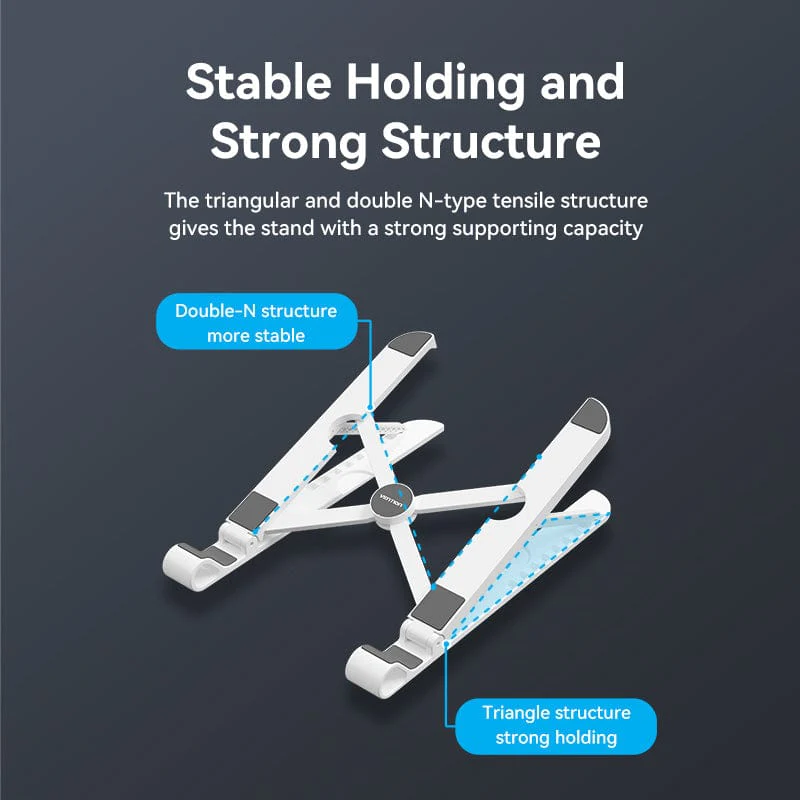 Stable Holding and
Strong Structure
The triangular and double N-type tensile structure
gives the stand with a strong supporting capacity
Double-N structure
more stable
VENTION
Triangle structure
strong holding